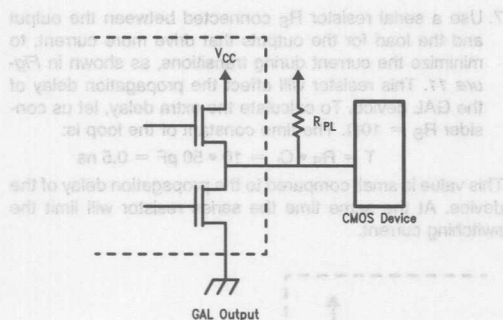 7. Use a serial resistor RS connected between the output
and the load for the outputs that drive more current, to
minimize the current during transitions, as shown in Fig-
ure 11. This resistor will effect the propagation delay of
the GAL device. To calculate the extra delay, let us con-
sider RS = 10Ω. The time constant of the loop is:
T = RS • C = 10 • 50 pF = 0.5 ns
This value is small compared to the propagation delay of the
device. At the same time the series resistor will limit the
switching current.
VCC
RPL
CMOS Device
GAL Output